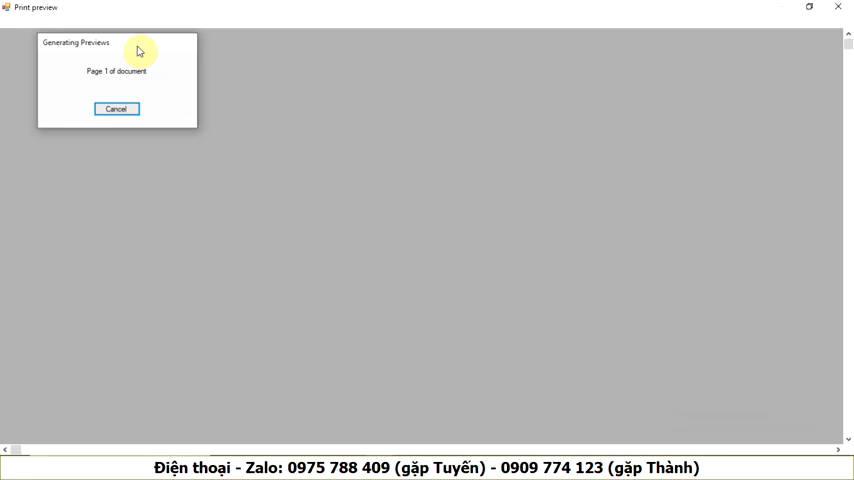 Print preview
Generating Previews
Page 1 of document
Cancel
Điện thoại - Zalo: 0975 788 409 (gặp Tuyến) - 0909 774 123 (gặp Thành)